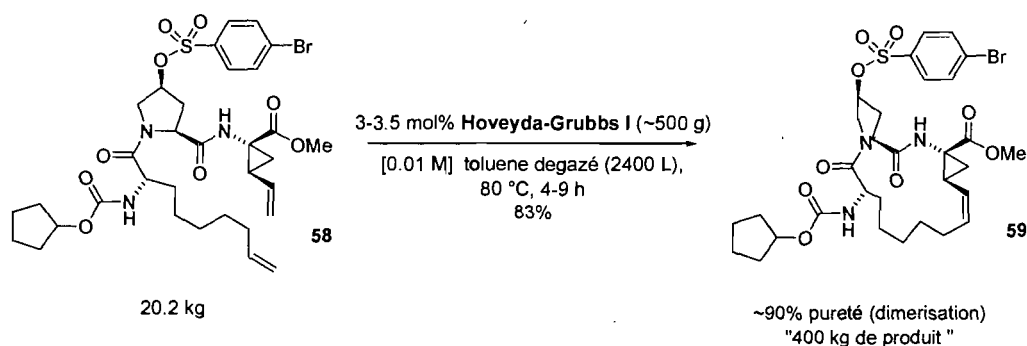 O O
O S Br
H O
N N
O O OMe
O
O N
O H
58
20.2 kg
3-3.5 mol% Hoveyda-Grubbs I (~500 g)
[0.01 M] toluene degazé (2400 L),
80 °C, 4-9 h
83%
O O
O S Br
H O
N N
O O OMe
O
O N
O H
59
~90% pureté (dimerisation)
"400 kg de produit "